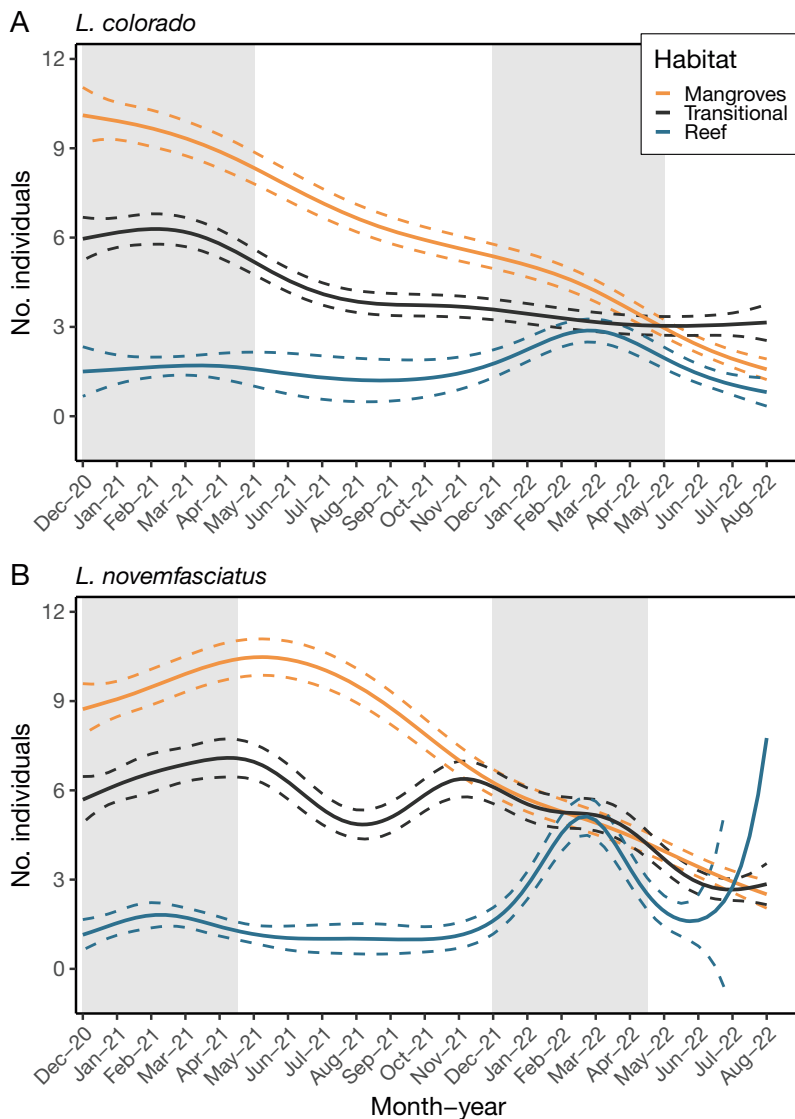 A
L. colorado
12
9
6
3
0
No. individuals
Habitat
Mangroves
Transitional
Reef
Dec–20
Jan–21
Feb–21
Mar–21
Apr–21
May–21
Jun–21
Jul–21
Aug–21
Sep–21
Oct–21
Nov–21
Dec–21
Jan–22
Feb–22
Mar–22
Apr–22
May–22
Jun–22
Jul–22
Aug–22
B
L. novemfasciatus
12
9
6
3
0
No. individuals
Dec–20
Jan–21
Feb–21
Mar–21
Apr–21
May–21
Jun–21
Jul–21
Aug–21
Sep–21
Oct–21
Nov–21
Dec–21
Jan–22
Feb–22
Mar–22
Apr–22
May–22
Jun–22
Jul–22
Aug–22
Month–year